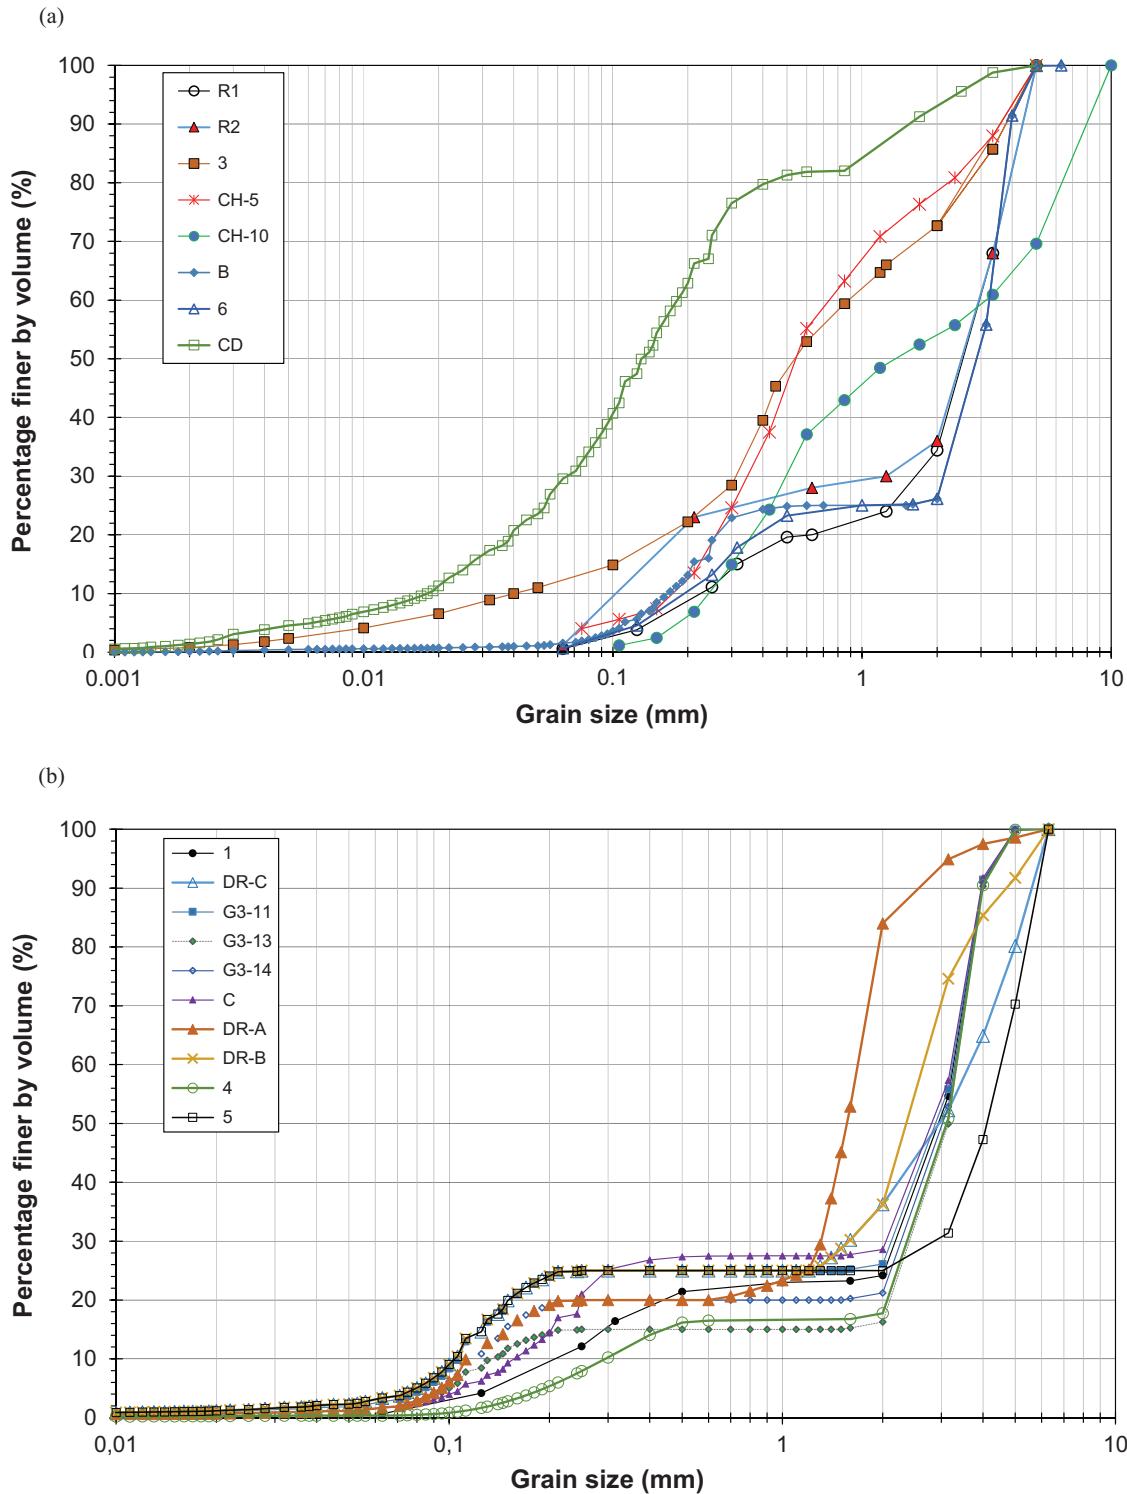 (a)
100
90
80
70
60
50
40
30
20
10
0
Percentage finer by volume (%)
R1
R2
3
CH-5
CH-10
B
6
CD
0.001
0.01
0.1
1
10
Grain size (mm)
(b)
100
90
80
70
60
50
40
30
20
10
0
Percentage finer by volume (%)
1
DR-C
G3-11
G3-13
G3-14
C
DR-A
DR-B
4
5
0,01
0,1
1
10
Grain size (mm)